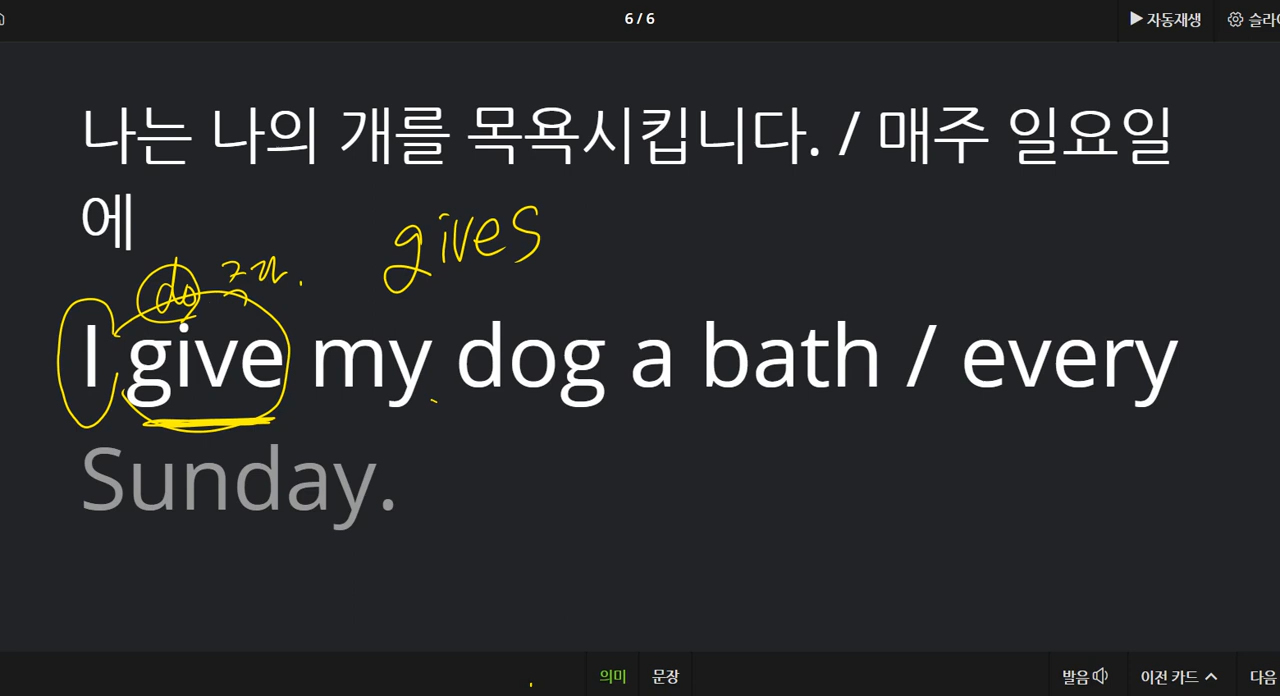 6 / 6
자동재생
나는 나의 개를 목욕시킵니다. / 매주 일요일
에
gives
do
I give my dog a bath / every
Sunday.
의미 문장
발음 이전 카드 다음